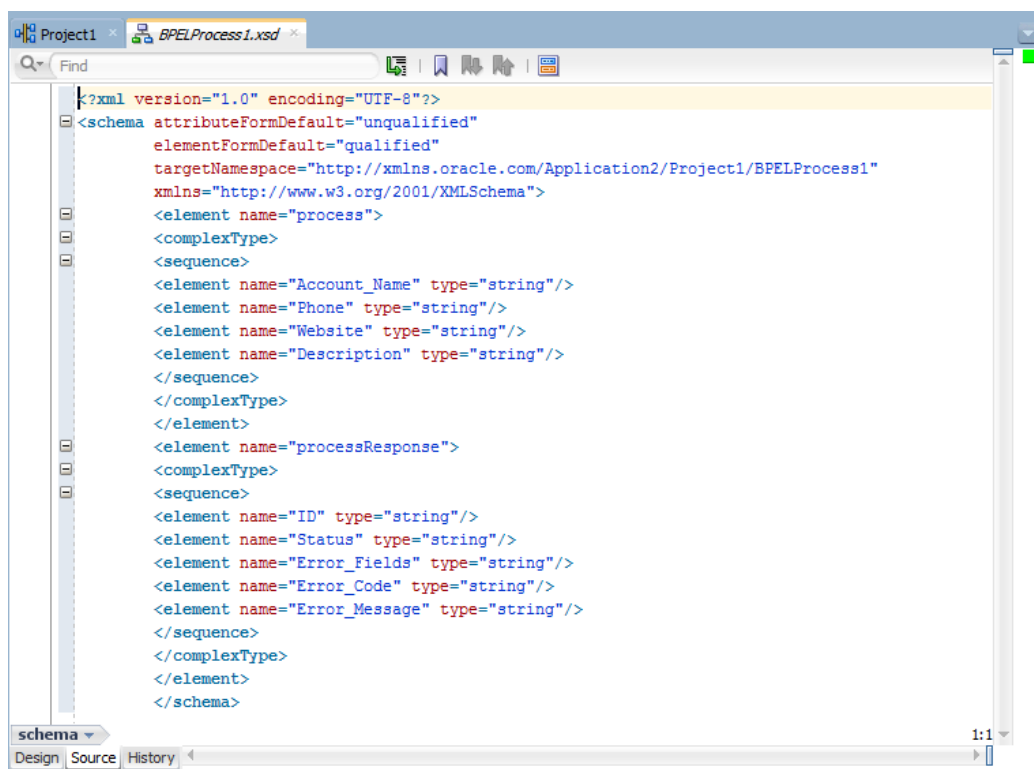 Project1 BPELProcess1.xsd
Find
<?xml version="1.0" encoding="UTF-8"?>
<schema attributeFormDefault="unqualified"
elementFormDefault="qualified"
targetNamespace="http://xmlns.oracle.com/Application2/Project1/BPELProcess1"
xmlns="http://www.w3.org/2001/XMLSchema">
<element name="process">
<complexType>
<sequence>
<element name="Account_Name" type="string"/>
<element name="Phone" type="string"/>
<element name="Website" type="string"/>
<element name="Description" type="string"/>
</sequence>
</complexType>
</element>
<element name="processResponse">
<complexType>
<sequence>
<element name="ID" type="string"/>
<element name="Status" type="string"/>
<element name="Error_Fields" type="string"/>
<element name="Error_Code" type="string"/>
<element name="Error_Message" type="string"/>
</sequence>
</complexType>
</element>
</schema>
schema 1:1
Design Source History